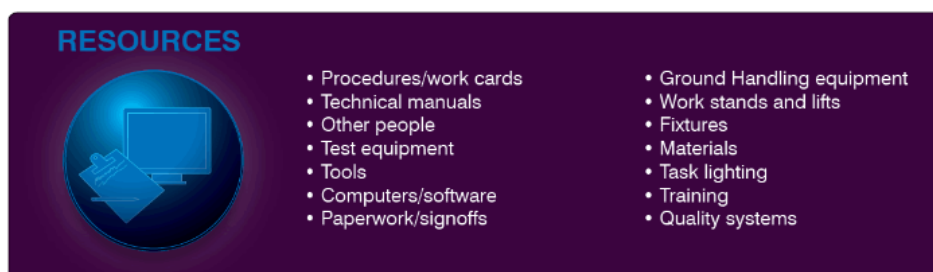 RESOURCES
• Procedures/work cards
• Technical manuals
• Other people
• Test equipment
• Tools
• Computers/software
• Paperwork/signoffs
• Ground Handling equipment
• Work stands and lifts
• Fixtures
• Materials
• Task lighting
• Training
• Quality systems